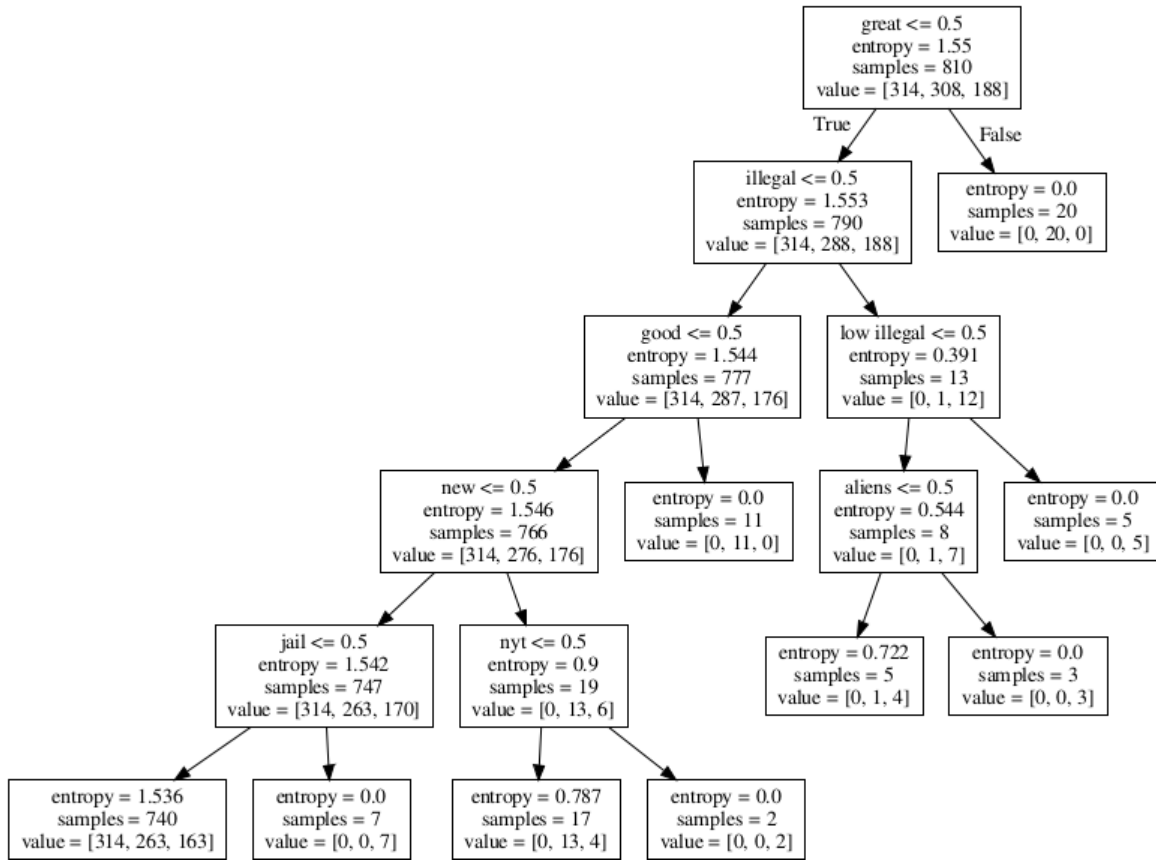 great <= 0.5
entropy = 1.55
samples = 810
value = [314, 308, 188]
True
False
illegal <= 0.5
entropy = 1.553
samples = 790
value = [314, 288, 188]
entropy = 0.0
samples = 20
value = [0, 20, 0]
good <= 0.5
entropy = 1.544
samples = 777
value = [314, 287, 176]
low illegal <= 0.5
entropy = 0.391
samples = 13
value = [0, 1, 12]
new <= 0.5
entropy = 1.546
samples = 766
value = [314, 276, 176]
entropy = 0.0
samples = 11
value = [0, 11, 0]
aliens <= 0.5
entropy = 0.544
samples = 8
value = [0, 1, 7]
entropy = 0.0
samples = 5
value = [0, 0, 5]
jail <= 0.5
entropy = 1.542
samples = 747
value = [314, 263, 170]
nyt <= 0.5
entropy = 0.9
samples = 19
value = [0, 13, 6]
entropy = 0.722
samples = 5
value = [0, 1, 4]
entropy = 0.0
samples = 3
value = [0, 0, 3]
entropy = 1.536
samples = 740
value = [314, 263, 163]
entropy = 0.0
samples = 7
value = [0, 0, 7]
entropy = 0.787
samples = 17
value = [0, 13, 4]
entropy = 0.0
samples = 2
value = [0, 0, 2]